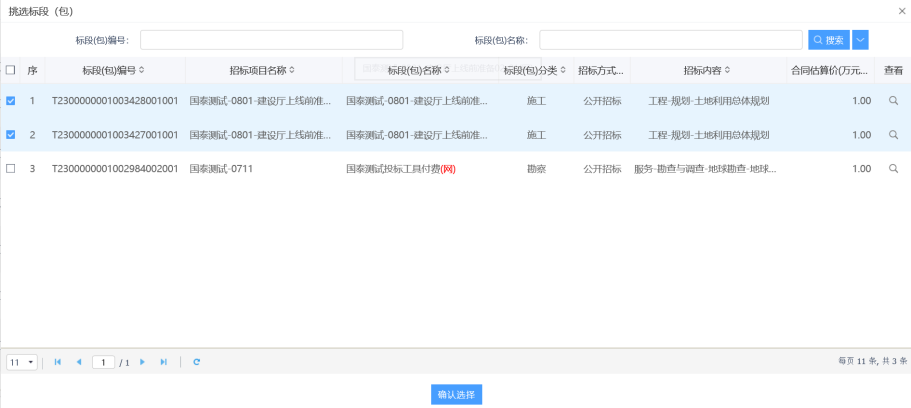 挑选标段（包）
标段(包)编号:
标段(包)名称:
搜索
序 标段(包)编号 招标项目名称 标段(包)名称 标段(包)分类 招标方式... 招标内容 合同估算价(万元... 查看
1 T2300000001003428001001 国泰测试-0801-建设厅上线前准... 国泰测试-0801-建设厅上线前准... 施工 公开招标 工程-规划-土地利用总体规划 1.00
2 T2300000001003427001001 国泰测试-0801-建设厅上线前准... 国泰测试-0801-建设厅上线前准... 施工 公开招标 工程-规划-土地利用总体规划 1.00
3 T2300000001002984002001 国泰测试-0711 国泰测试投标工具付费(网) 勘察 公开招标 服务-勘查与调查-地球勘查-地球... 1.00
11 1 / 1 每页 11 条, 共 3 条
确认选择